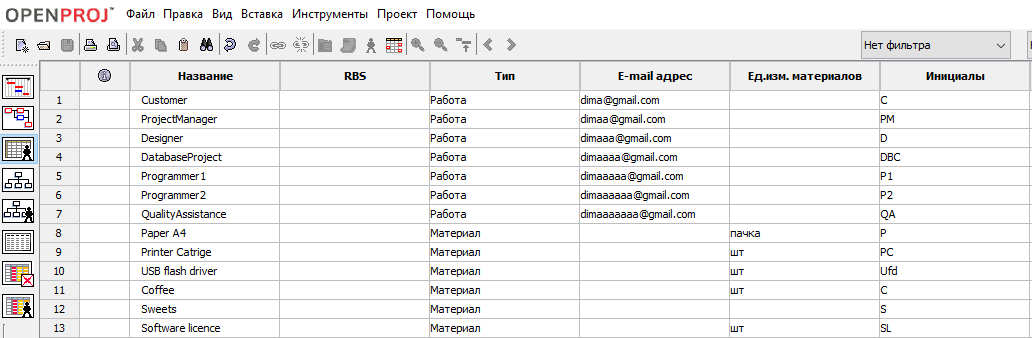 OPENPROJ™ Файл Правка Вид Вставка Инструменты Проект Помощь
Нет фильтра
Название RBS Тип E-mail адрес Ед.изм. материалов Инициалы
1 Customer Работа dima@gmail.com C
2 ProjectManager Работа dimaa@gmail.com PM
3 Designer Работа dimaaa@gmail.com D
4 DatabaseProject Работа dimaaaa@gmail.com DBC
5 Programmer1 Работа dimaaaaa@gmail.com P1
6 Programmer2 Работа dimaaaaaa@gmail.com P2
7 QualityAssistance Работа dimaaaaaaa@gmail.com QA
8 Paper A4 Материал пачка P
9 Printer Catrige Материал шт PC
10 USB flash driver Материал шт Ufd
11 Coffee Материал шт C
12 Sweets Материал S
13 Software licence Материал шт SL